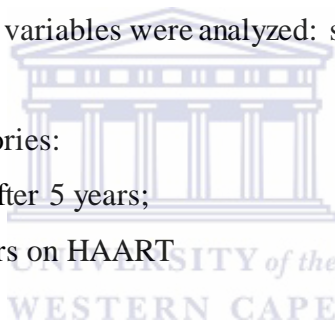 variables were analyzed: s
ories:
fter 5 years;
rs on HAART
UNIVERSITY of the
WESTERN CAPE